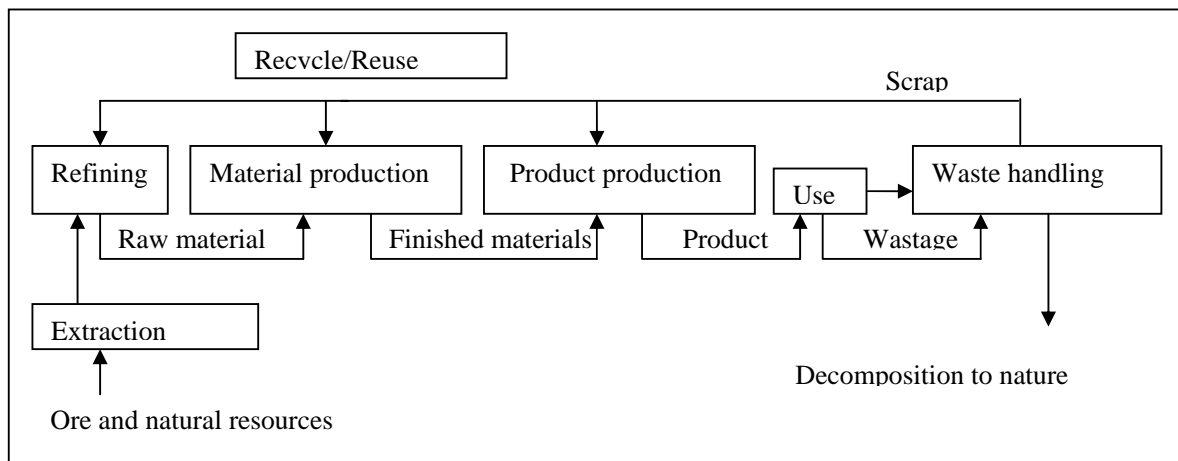 Recycle/Reuse
Scrap
Refining
Material production
Product production
Use
Waste handling
Raw material
Finished materials
Product
Wastage
Extraction
Decomposition to nature
Ore and natural resources